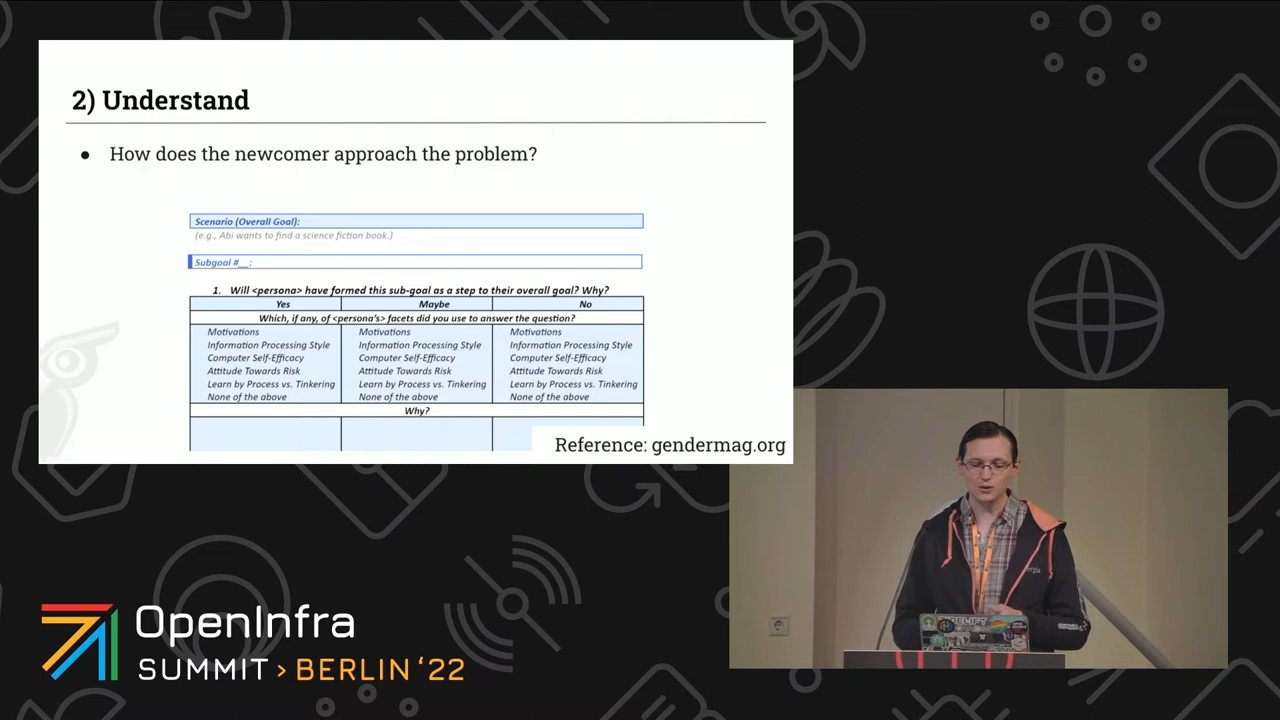 2) Understand
● How does the newcomer approach the problem?
Scenario (Overall Goal):
(e.g., Abi wants to find a science fiction book.)
Subgoal #__:
1. Will <persona> have formed this sub-goal as a step to their overall goal? Why?
Yes Maybe No
Which, if any, of <persona's> facets did you use to answer the question?
Motivations Motivations Motivations
Information Processing Style Information Processing Style Information Processing Style
Computer Self-Efficacy Computer Self-Efficacy Computer Self-Efficacy
Attitude Towards Risk Attitude Towards Risk Attitude Towards Risk
Learn by Process vs. Tinkering Learn by Process vs. Tinkering Learn by Process vs. Tinkering
None of the above None of the above None of the above
Why?
Reference: gendermag.org
OpenInfra
SUMMIT > BERLIN ‘22